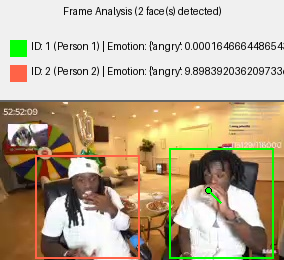 Frame Analysis (2 face(s) detected)
ID: 1 (Person 1) | Emotion: {'angry': 0.000164666448654
ID: 2 (Person 2) | Emotion: {'angry': 9.898392036209733
52:52:09